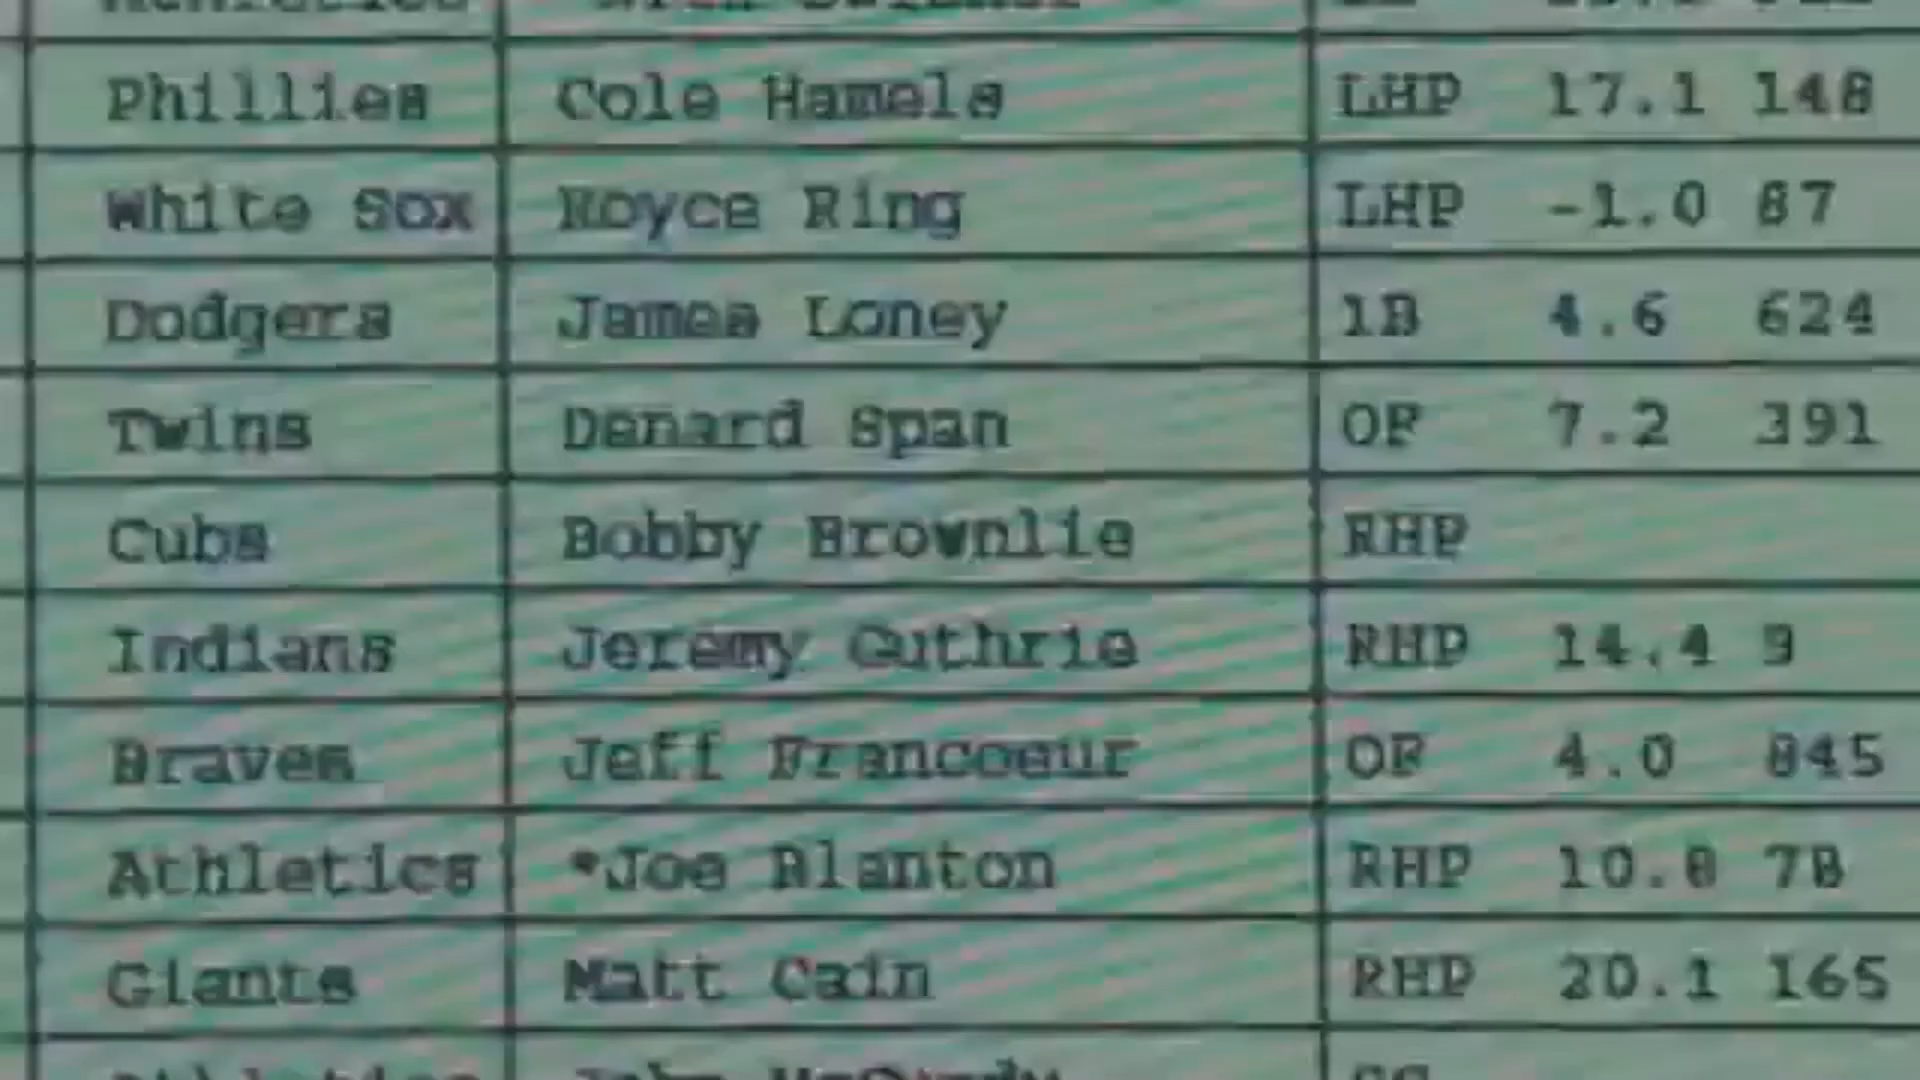 Phillies Cole Hamels LHP 17.1 148
White Sox Royce Ring LHP -1.0 87
Dodgers James Loney 1B 4.6 624
Twins Denard Span OF 7.2 391
Cubs Bobby Brownlie RHP
Indians Jeremy Guthrie RHP 14.4 9
Braves Jeff Francoeur OF 4.0 845
Athletics *Joe Blanton RHP 10.8 78
Giants Matt Cain RHP 20.1 165